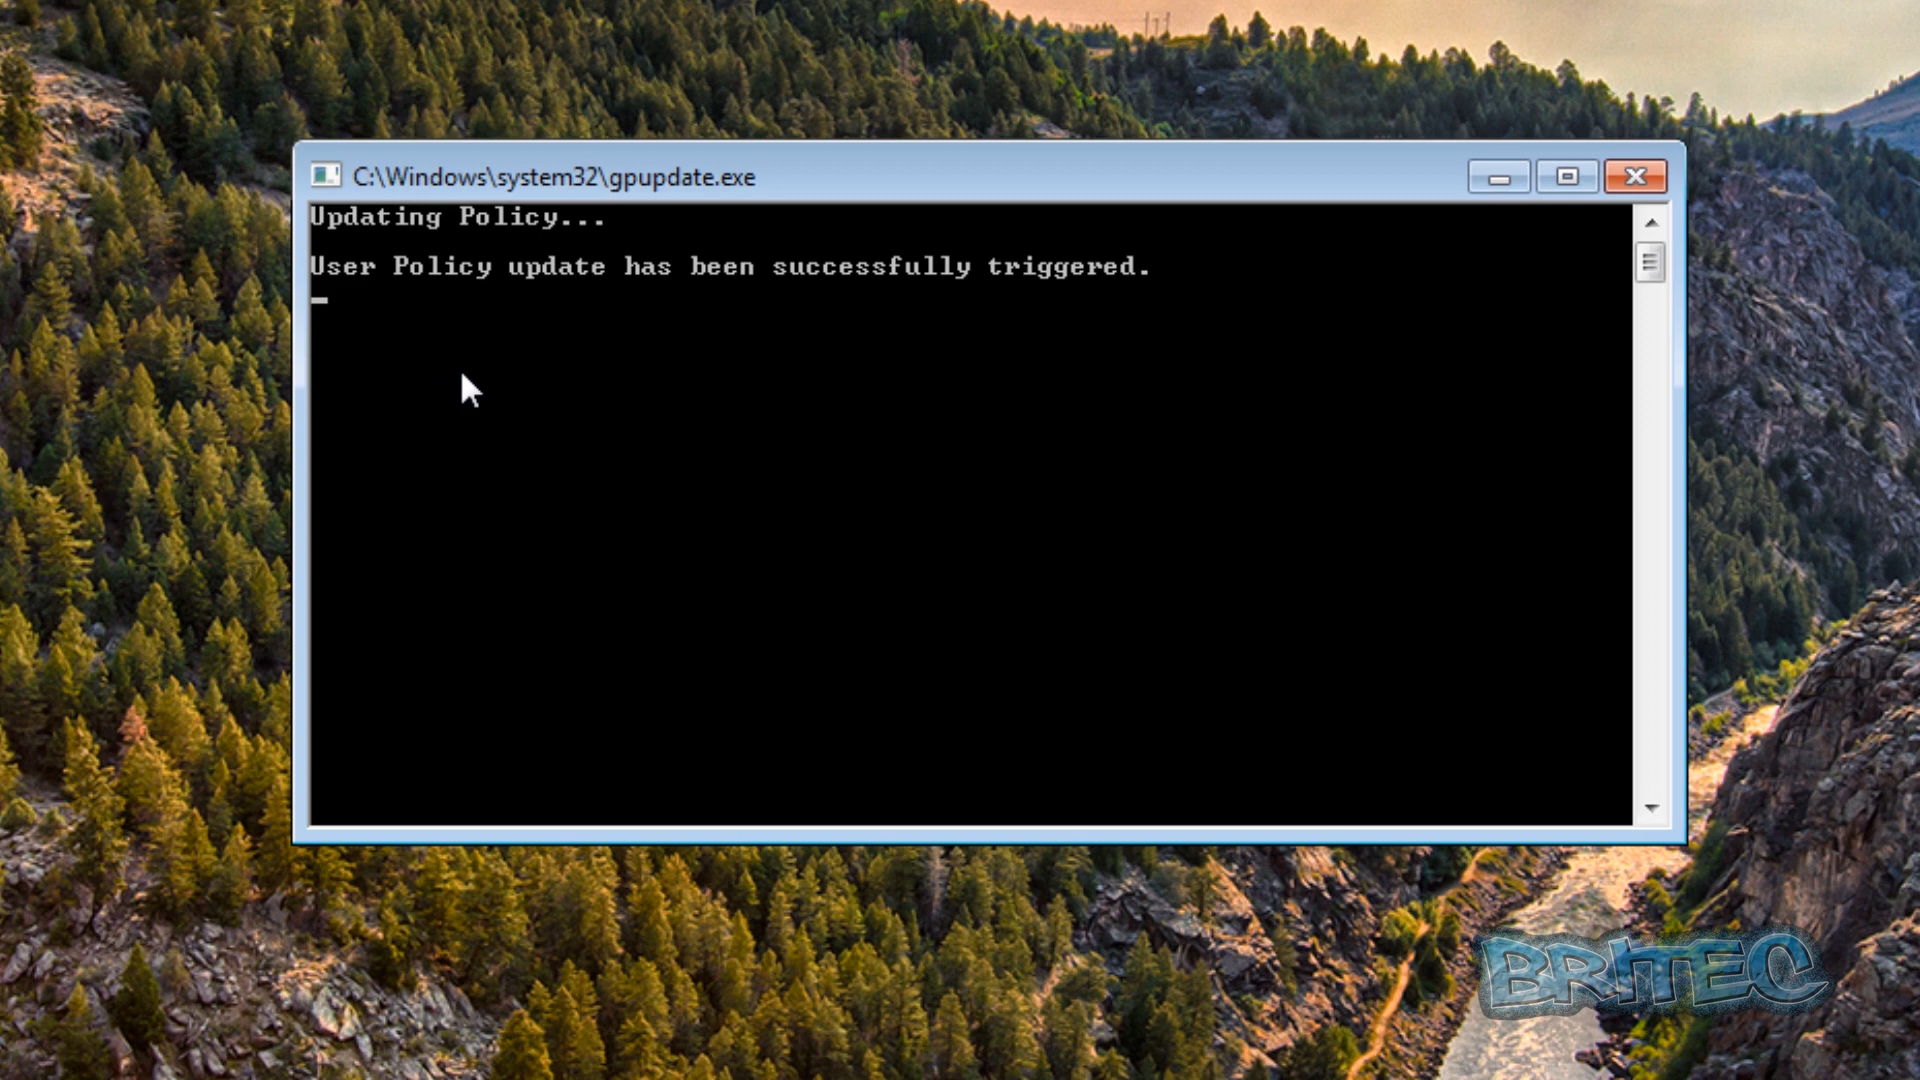 C:\Windows\system32\gpupdate.exe
Updating Policy...
User Policy update has been successfully triggered.
BRITEC